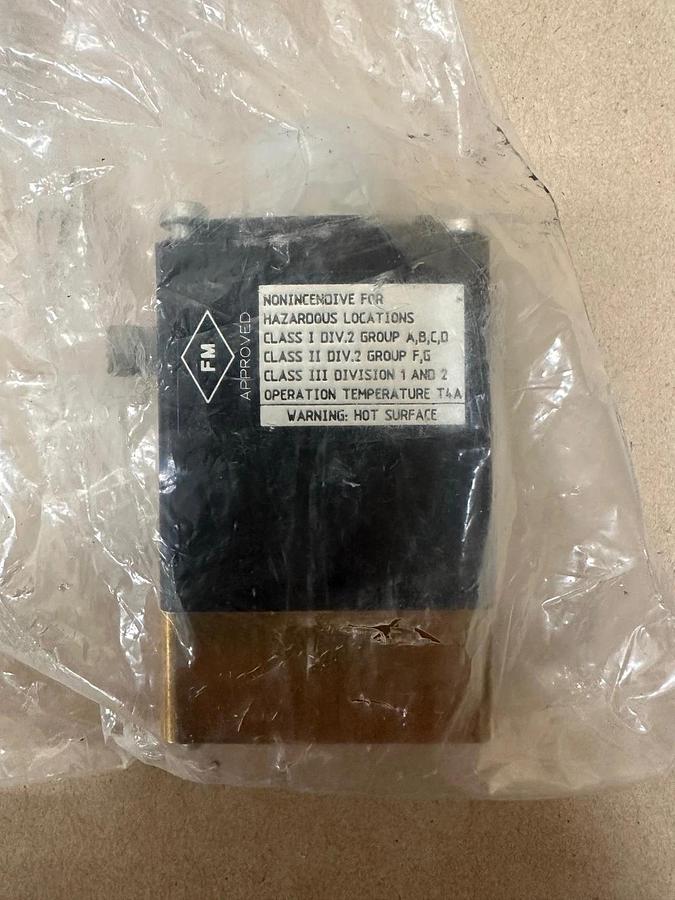 FM
APPROVED
NONINCENDIVE FOR
HAZARDOUS LOCATIONS
CLASS I DIV.2 GROUP A,B,C,D
CLASS II DIV.2 GROUP F,G
CLASS III DIVISION 1 AND 2
OPERATION TEMPERATURE T4A
WARNING: HOT SURFACE